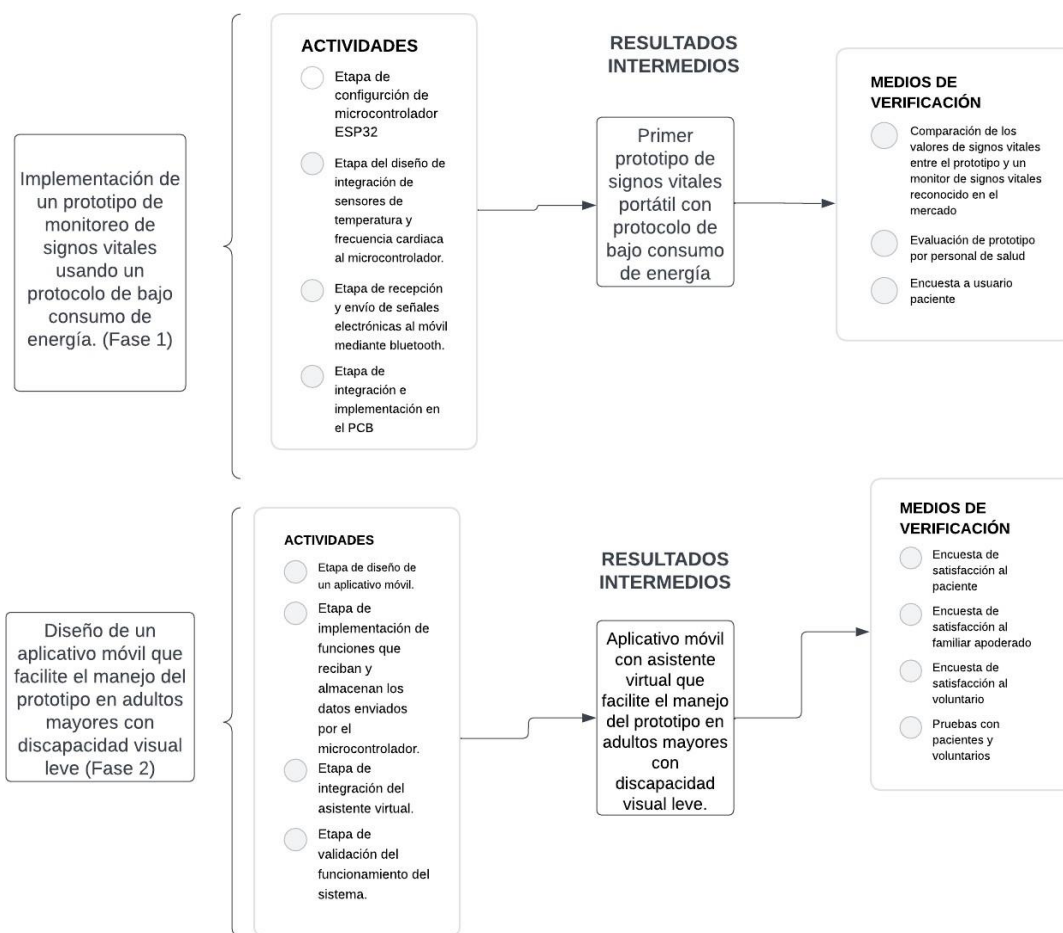 Implementación de
un prototipo de
monitoreo de
signos vitales
usando un
protocolo de bajo
consumo de
energía. (Fase 1)
ACTIVIDADES
Etapa de
configurción de
microcontrolador
ESP32
Etapa del diseño de
integración de
sensores de
temperatura y
frecuencia cardiaca
al microcontrolador.
Etapa de recepción
y envío de señales
electrónicas al móvil
mediante bluetooth.
Etapa de
integración e
implementación en
el PCB
RESULTADOS
INTERMEDIOS
Primer
prototipo de
signos vitales
portátil con
protocolo de
bajo consumo
de energía
MEDIOS DE
VERIFICACIÓN
Comparación de los
valores de signos vitales
entre el prototipo y un
monitor de signos vitales
reconocido en el
mercado
Evaluación de prototipo
por personal de salud
Encuesta a usuario
paciente
Diseño de un
aplicativo móvil que
facilite el manejo del
prototipo en adultos
mayores con
discapacidad visual
leve (Fase 2)
ACTIVIDADES
Etapa de diseño de
un aplicativo móvil.
Etapa de
implementación de
funciones que
reciban y
almacenan los
datos enviados
por el
microcontrolador.
Etapa de
integración del
asistente virtual.
Etapa de
validación del
funcionamiento del
sistema.
RESULTADOS
INTERMEDIOS
Aplicativo móvil
con asistente
virtual que
facilite el manejo
del prototipo en
adultos mayores
con
discapacidad
visual leve.
MEDIOS DE
VERIFICACIÓN
Encuesta de
satisfacción al
paciente
Encuesta de
satisfacción al
familiar apoderado
Encuesta de
satisfacción al
voluntario
Pruebas con
pacientes y
voluntarios